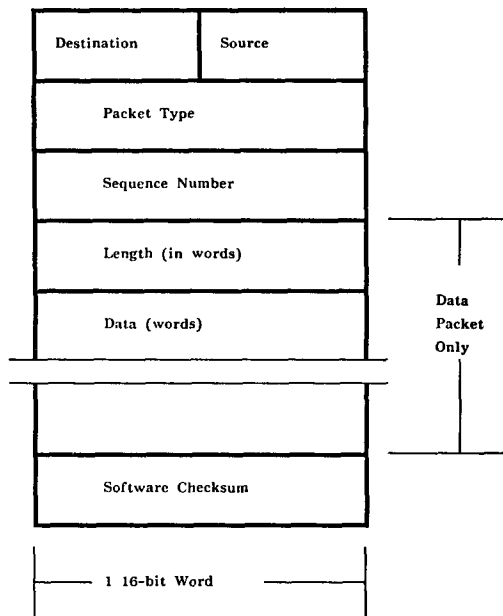 Destination Source
Packet Type
Sequence Number
Length (in words)
Data (words)
Data
Packet
Only
Software Checksum
1 16-bit Word